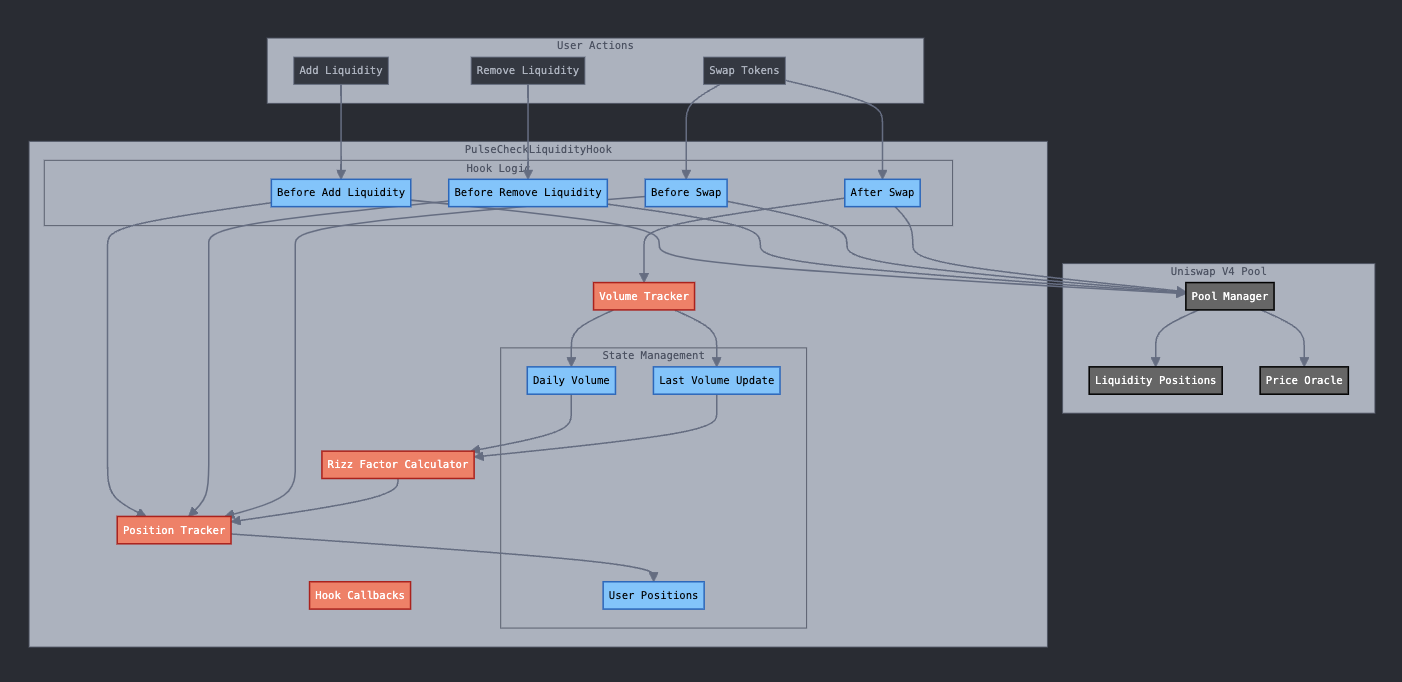 User Actions
Add Liquidity
Remove Liquidity
Swap Tokens
PulseCheckLiquidityHook
Hook Logic
Before Add Liquidity
Before Remove Liquidity
Before Swap
After Swap
Uniswap V4 Pool
Volume Tracker
Pool Manager
State Management
Daily Volume
Last Volume Update
Liquidity Positions
Price Oracle
Rizz Factor Calculator
Position Tracker
Hook Callbacks
User Positions